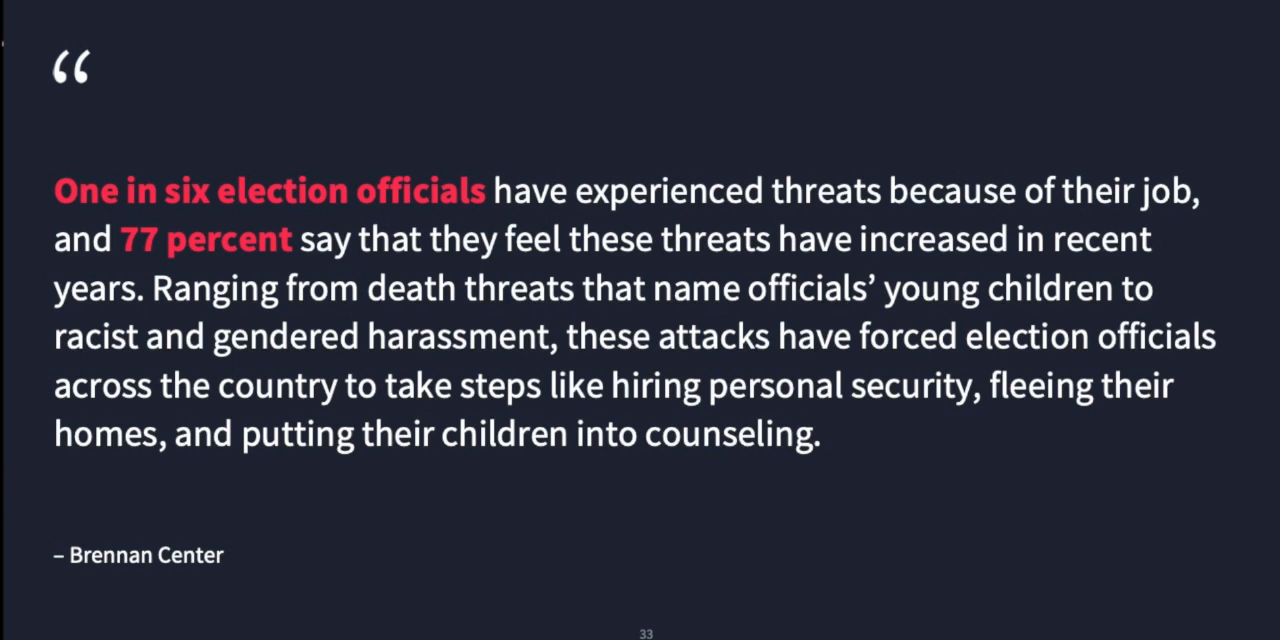 “
One in six election officials have experienced threats because of their job,
and 77 percent say that they feel these threats have increased in recent
years. Ranging from death threats that name officials’ young children to
racist and gendered harassment, these attacks have forced election officials
across the country to take steps like hiring personal security, fleeing their
homes, and putting their children into counseling.
– Brennan Center
33